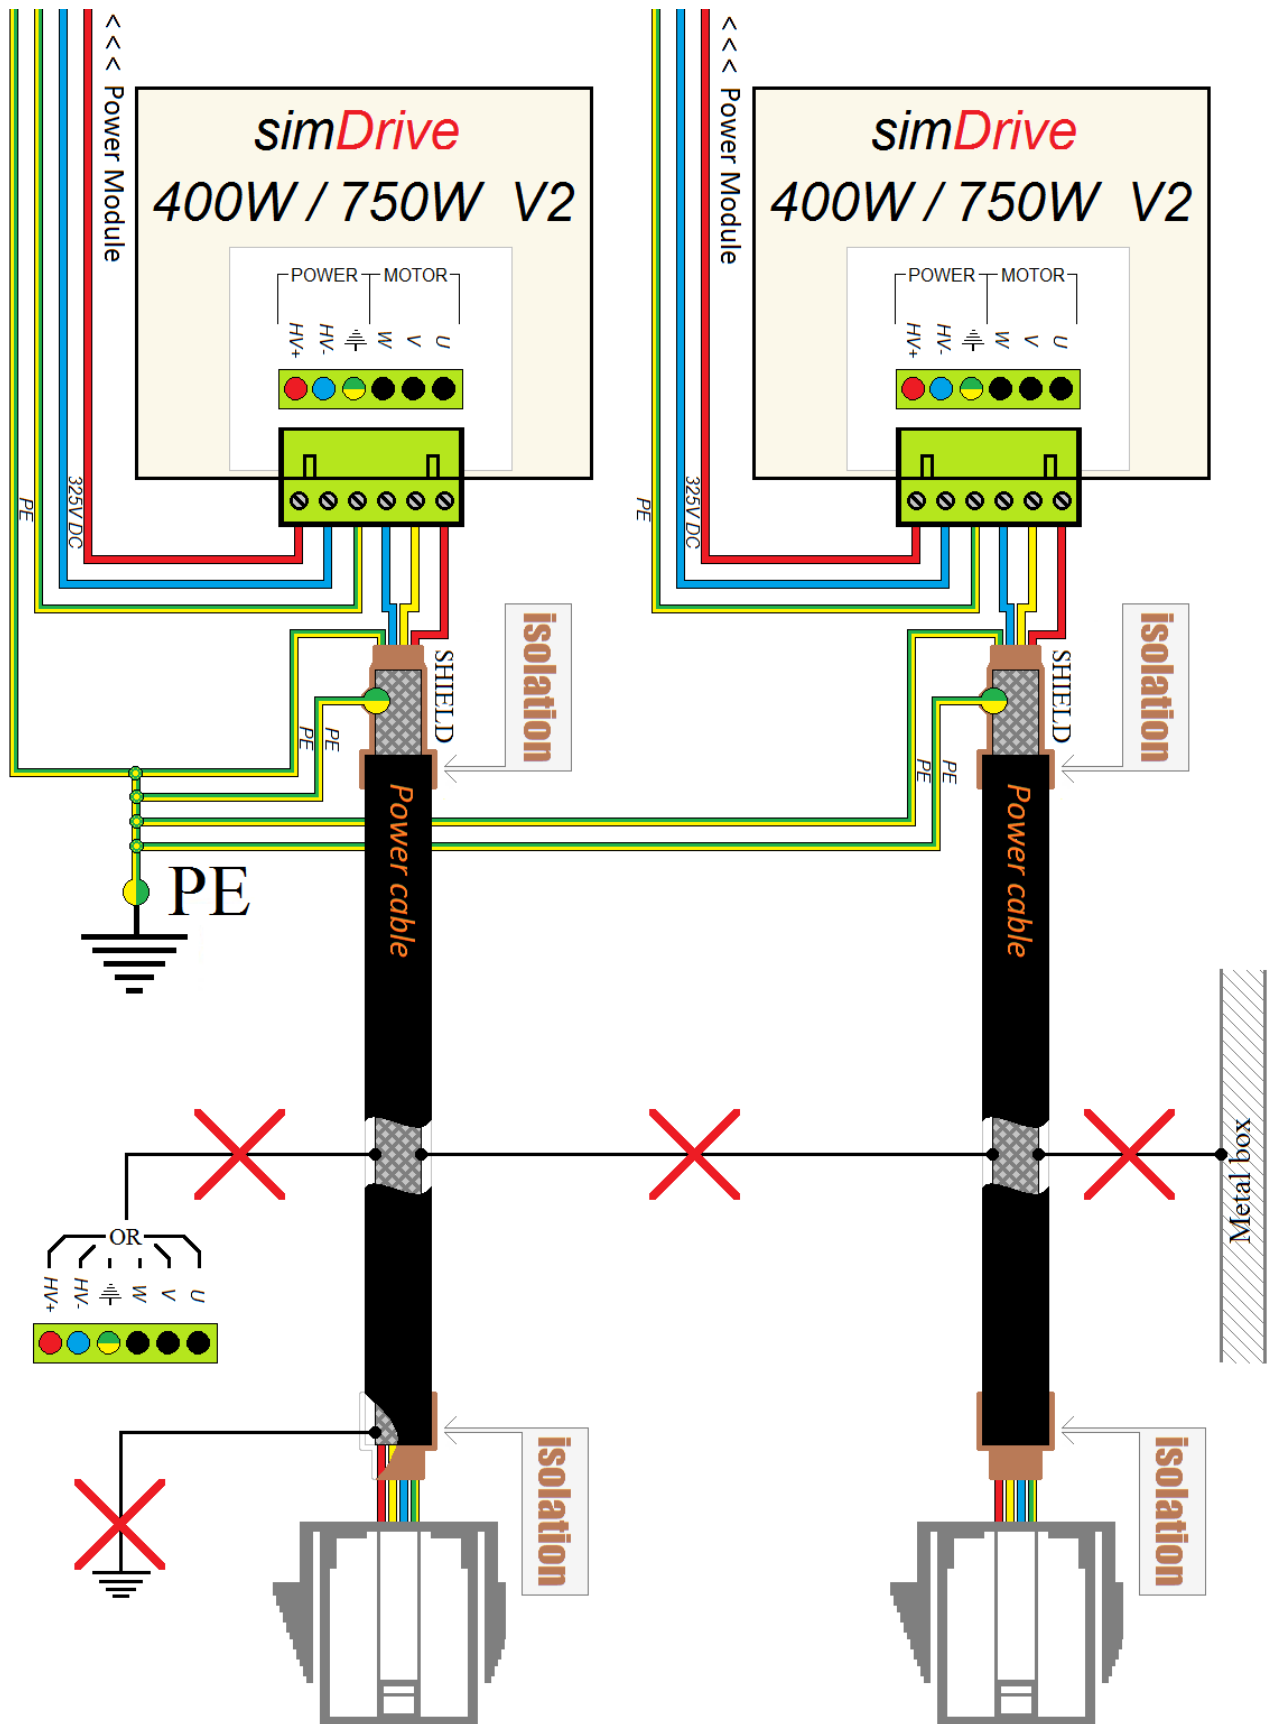 < < < Power Module
simDrive
400W / 750W V2
POWER MOTOR
HV+ HV- W V U
325V DC
PE
SHIELD
isolation
PE
PE
Power cable
< < < Power Module
simDrive
400W / 750W V2
POWER MOTOR
HV+ HV- W V U
325V DC
PE
SHIELD
isolation
PE
PE
Power cable
PE
Metal box
OR
HV+ HV- W V U
isolation
isolation